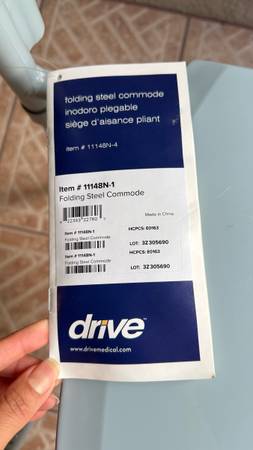 folding steel commode
inodoro plegable
siège d'aisance pliant
item # 11148N-4
Item # 11148N-1
Folding Steel Commode
Made in China
Item # 11148N-1
HCPCS: E0163
Folding Steel Commode
LOT: 3Z305690
Item # 11148N-1
HCPCS: E0163
Folding Steel Commode
LOT: 3Z305690
drive
www.drivemedical.com